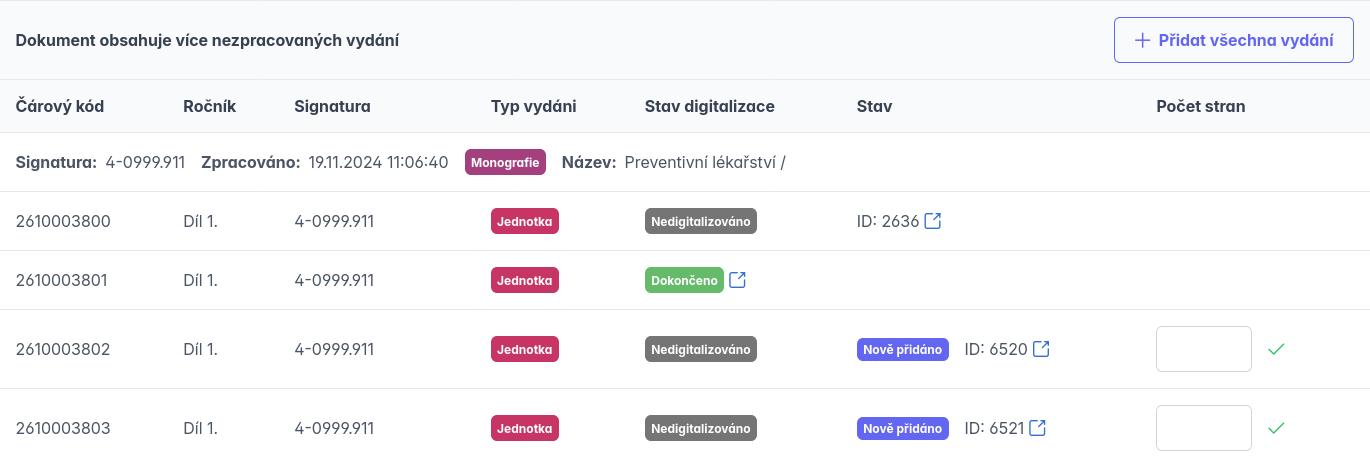 Dokument obsahuje více nezpracovaných vydání
Přidat všechna vydání
Čárový kód Ročník Signatura Typ vydáni Stav digitalizace Stav Počet stran
Signatura: 4-0999.911 Zpracováno: 19.11.2024 11:06:40 Monografie Název: Preventivní lékařství /
2610003800 Díl 1. 4-0999.911 Jednotka Nedigitalizováno ID: 2636
2610003801 Díl 1. 4-0999.911 Jednotka Dokončeno
2610003802 Díl 1. 4-0999.911 Jednotka Nedigitalizováno Nově přidáno ID: 6520
2610003803 Díl 1. 4-0999.911 Jednotka Nedigitalizováno Nově přidáno ID: 6521